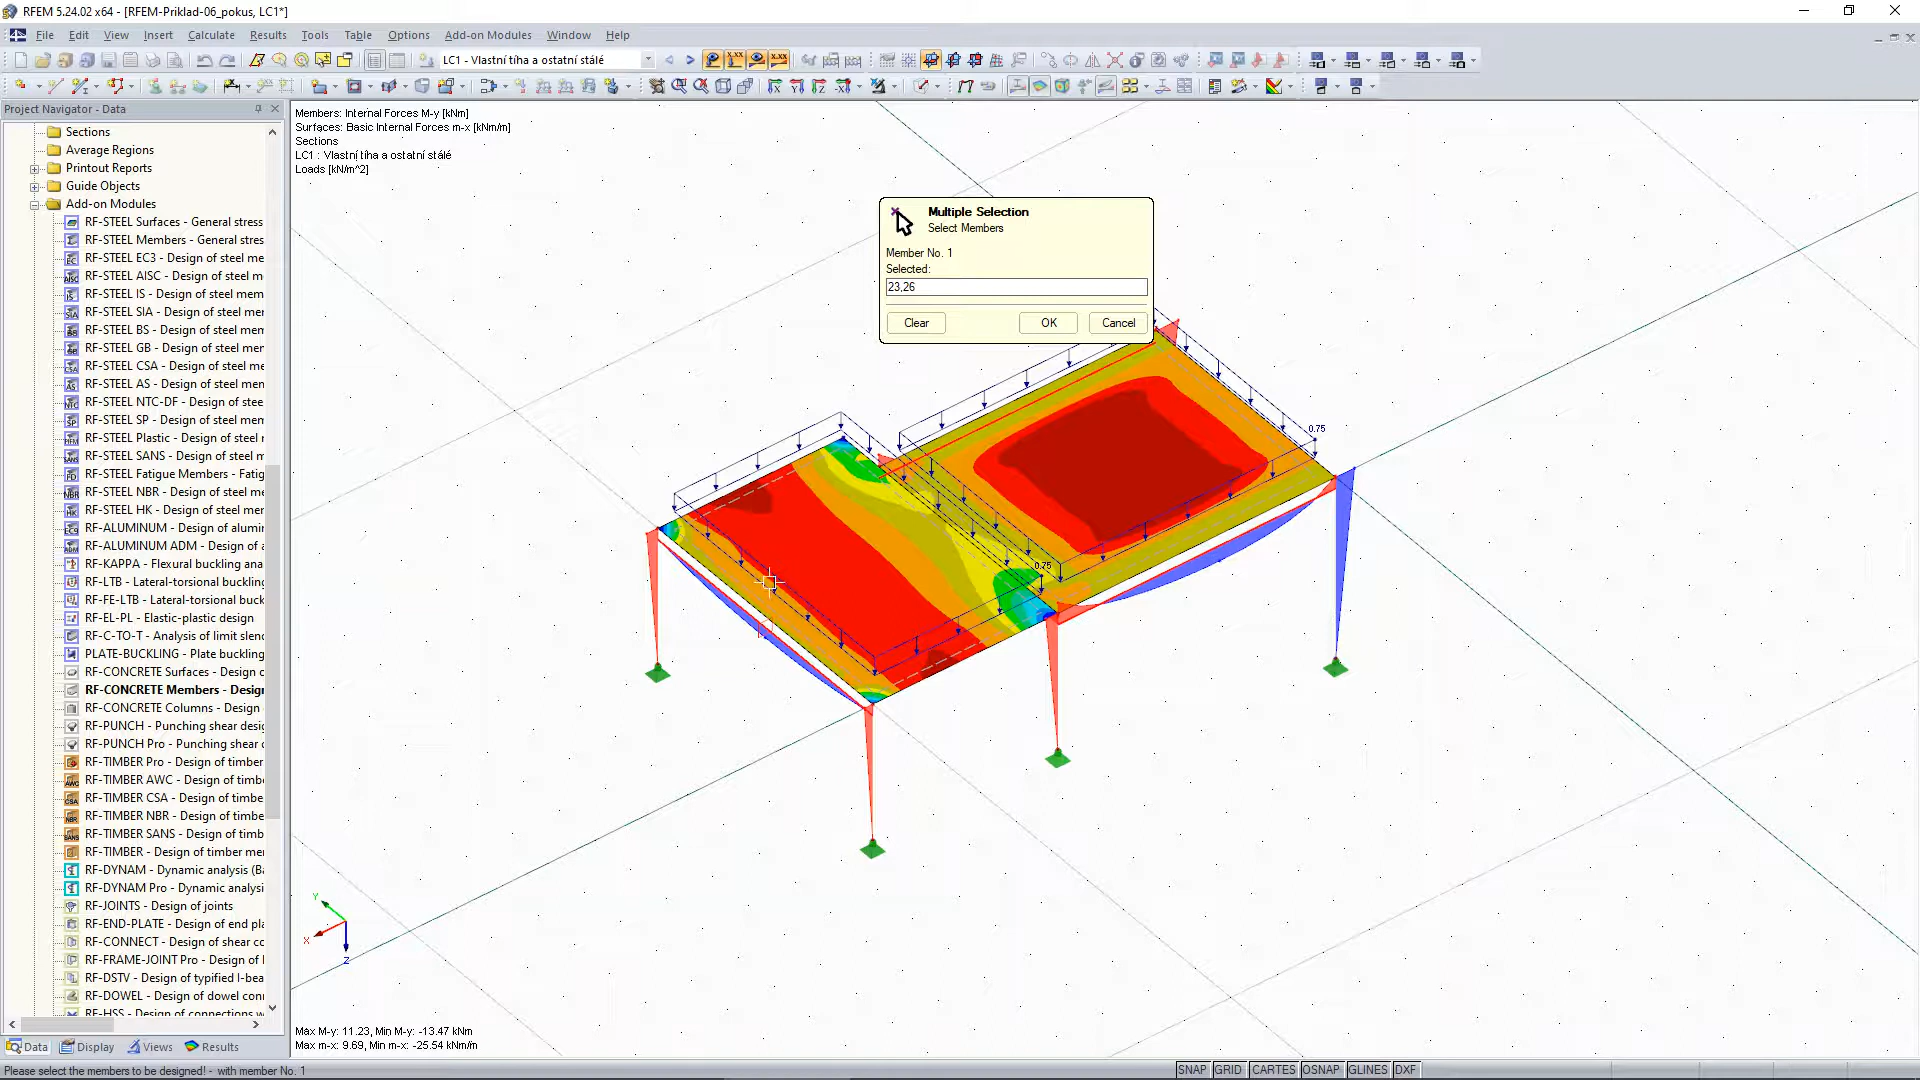 RFEM 5.24.02 x64 - [RFEM-Priklad-06_pokus, LC1*]
File Edit View Insert Calculate Results Tools Table Options Add-on Modules Window Help
LC1 - Vlastní tíha a ostatní stálé
Project Navigator - Data
Sections
Average Regions
Printout Reports
Guide Objects
Add-on Modules
RF-STEEL Surfaces - General stress
RF-STEEL Members - General stres
RF-STEEL EC3 - Design of steel me
RF-STEEL AISC - Design of steel m
RF-STEEL IS - Design of steel mem
RF-STEEL SIA - Design of steel mer
RF-STEEL BS - Design of steel mer
RF-STEEL GB - Design of steel mer
RF-STEEL CSA - Design of steel me
RF-STEEL AS - Design of steel men
RF-STEEL NTC-DF - Design of stee
RF-STEEL SP - Design of steel mem
RF-STEEL Plastic - Design of steel r
RF-STEEL SANS - Design of steel m
RF-STEEL Fatigue Members - Fatig
RF-STEEL NBR - Design of steel me
RF-STEEL HK - Design of steel mer
RF-ALUMINUM - Design of alumir
RF-ALUMINUM ADM - Design of a
RF-KAPPA - Flexural buckling ana
RF-LTB - Lateral-torsional buckling
RF-FE-LTB - Lateral-torsional buck
RF-EL-PL - Elastic-plastic design
RF-C-TO-T - Analysis of limit slenc
PLATE-BUCKLING - Plate buckling
RF-CONCRETE Surfaces - Design c
RF-CONCRETE Members - Design
RF-CONCRETE Columns - Design
RF-PUNCH - Punching shear desig
RF-PUNCH Pro - Punching shear c
RF-TIMBER Pro - Design of timber
RF-TIMBER AWC - Design of timbe
RF-TIMBER CSA - Design of timbe
RF-TIMBER NBR - Design of timbe
RF-TIMBER SANS - Design of timb
RF-TIMBER - Design of timber mer
RF-DYNAM - Dynamic analysis (Ba
RF-DYNAM Pro - Dynamic analysi
RF-JOINTS - Design of joints
RF-END-PLATE - Design of end pla
RF-CONNECT - Design of shear cc
RF-FRAME-JOINT Pro - Design of l
RF-DSTV - Design of typified I-bea
RF-DOWEL - Design of dowel conr
RF-HSS - Design of connections w
Data Display Views Results
Members: Internal Forces M-y [kNm]
Surfaces: Basic Internal Forces m-x [kNm/m]
Sections
LC1 : Vlastní tíha a ostatní stálé
Loads [kN/m^2]
Multiple Selection
Select Members
Member No. 1
Selected:
23,26
Clear OK Cancel
0.75
0.75
Y
X
Z
Max M-y: 11.23, Min M-y: -13.47 kNm
Max m-x: 9.69, Min m-x: -25.54 kNm/m
Please select the members to be designed! - with member No. 1
SNAP GRID CARTES OSNAP GLINES DXF